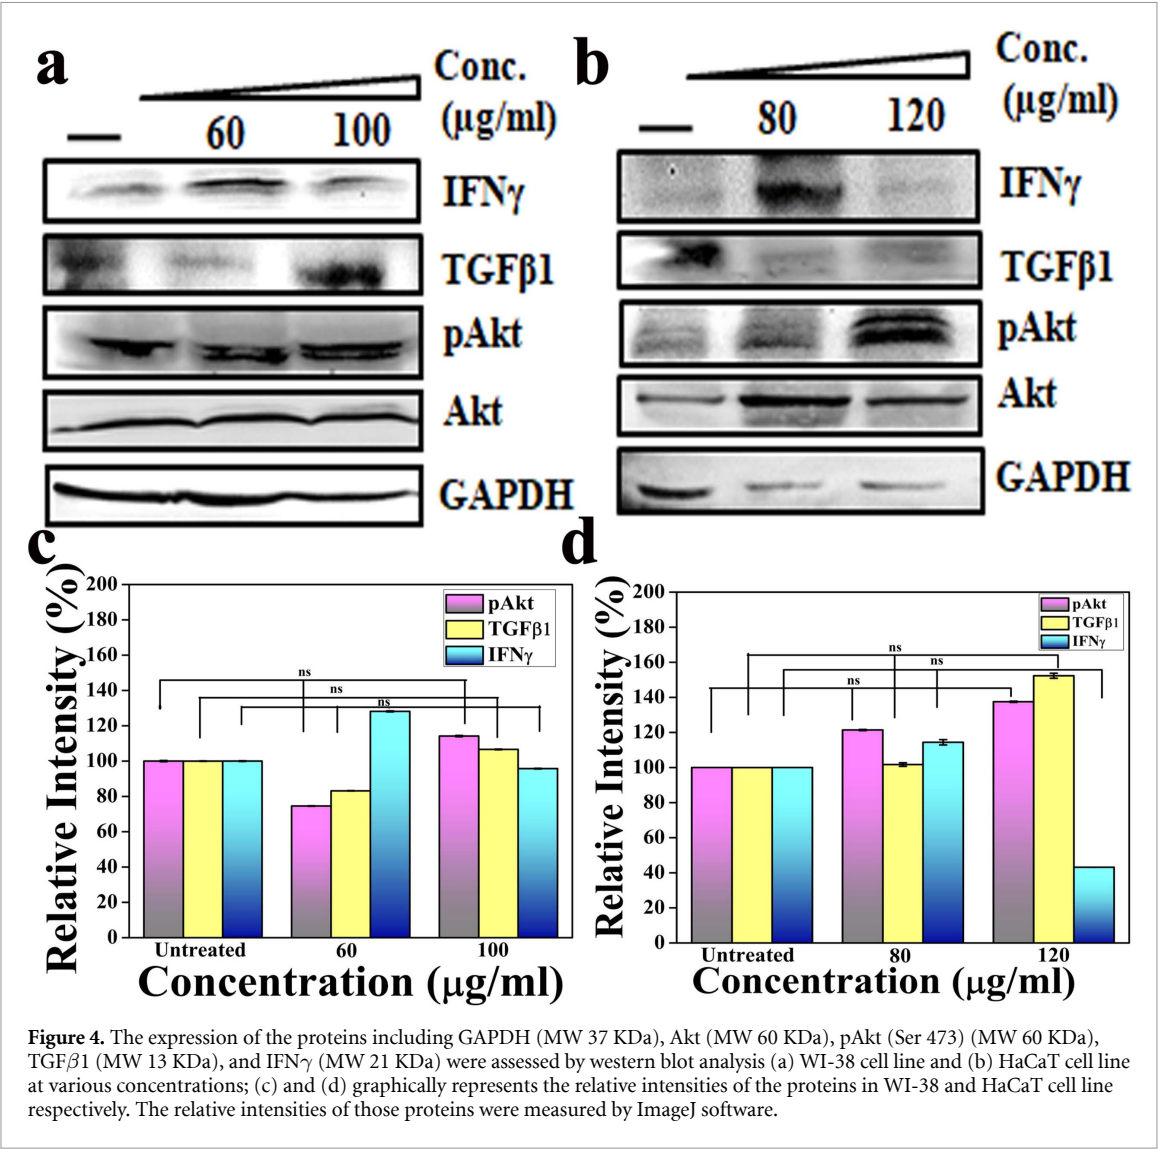 a
Conc.
(µg/ml)
60
100
IFNγ
TGFβ1
pAkt
Akt
GAPDH
b
Conc.
(µg/ml)
80
120
IFNγ
TGFβ1
pAkt
Akt
GAPDH
c
Relative Intensity (%)
200
180
160
140
120
100
80
60
40
20
0
pAkt
TGFβ1
IFNγ
ns
ns
ns
Untreated
60
100
Concentration (µg/ml)
d
Relative Intensity (%)
200
180
160
140
120
100
80
60
40
20
0
pAkt
TGFβ1
IFNγ
ns
ns
ns
Untreated
80
120
Concentration (µg/ml)
Figure 4. The expression of the proteins including GAPDH (MW 37 KDa), Akt (MW 60 KDa), pAkt (Ser 473) (MW 60 KDa),
TGFβ1 (MW 13 KDa), and IFNγ (MW 21 KDa) were assessed by western blot analysis (a) WI-38 cell line and (b) HaCaT cell line
at various concentrations; (c) and (d) graphically represents the relative intensities of the proteins in WI-38 and HaCaT cell line
respectively. The relative intensities of those proteins were measured by ImageJ software.